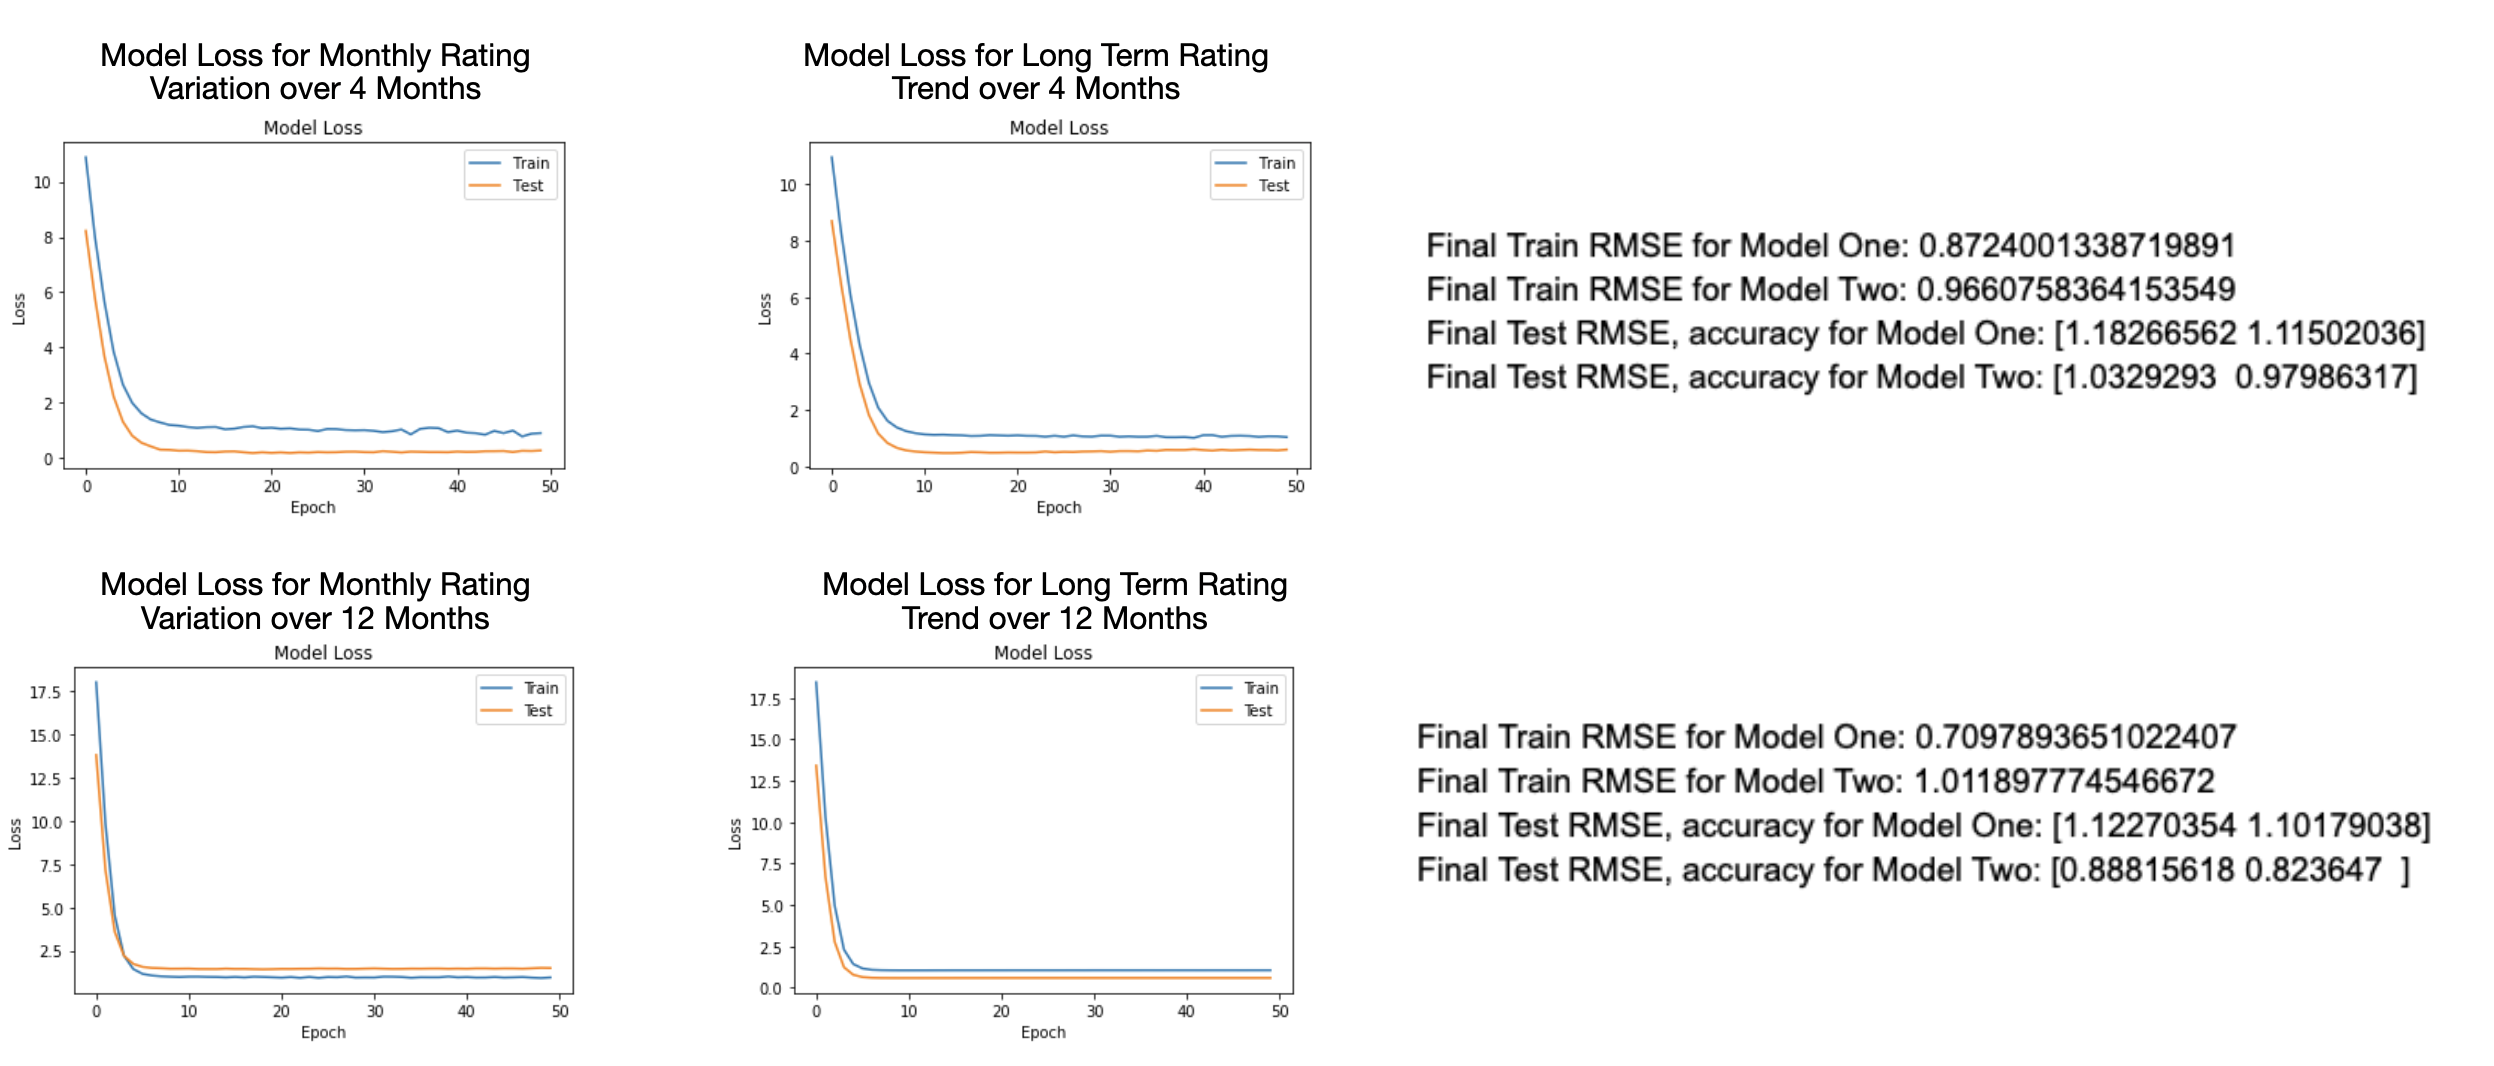 Model Loss for Monthly Rating
Variation over 4 Months
Model Loss
Train
Test
10
8
6
4
2
0
Loss
0 10 20 30 40 50
Epoch
Model Loss for Long Term Rating
Trend over 4 Months
Model Loss
Train
Test
10
8
6
4
2
0
Loss
0 10 20 30 40 50
Epoch
Final Train RMSE for Model One: 0.8724001338719891
Final Train RMSE for Model Two: 0.9660758364153549
Final Test RMSE, accuracy for Model One: [1.18266562 1.11502036]
Final Test RMSE, accuracy for Model Two: [1.0329293  0.97986317]
Model Loss for Monthly Rating
Variation over 12 Months
Model Loss
Train
Test
17.5
15.0
12.5
10.0
7.5
5.0
2.5
Loss
0 10 20 30 40 50
Epoch
Model Loss for Long Term Rating
Trend over 12 Months
Model Loss
Train
Test
17.5
15.0
12.5
10.0
7.5
5.0
2.5
0.0
Loss
0 10 20 30 40 50
Epoch
Final Train RMSE for Model One: 0.7097893651022407
Final Train RMSE for Model Two: 1.011897774546672
Final Test RMSE, accuracy for Model One: [1.12270354 1.10179038]
Final Test RMSE, accuracy for Model Two: [0.88815618 0.823647  ]